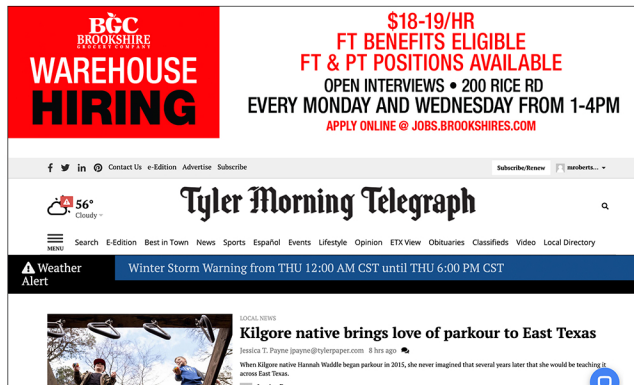 BGC
BROOKSHIRE
GROCERY COMPANY
WAREHOUSE
HIRING
$18-19/HR
FT BENEFITS ELIGIBLE
FT & PT POSITIONS AVAILABLE
OPEN INTERVIEWS • 200 RICE RD
EVERY MONDAY AND WEDNESDAY FROM 1-4PM
APPLY ONLINE @ JOBS.BROOKSHIRES.COM
Contact Us e-Edition Advertise Subscribe
Subscribe/Renew mroberts...
56°
Cloudy
Tyler Morning Telegraph
MENU
Search E-Edition Best in Town News Sports Español Events Lifestyle Opinion ETX View Obituaries Classifieds Video Local Directory
Weather
Alert
Winter Storm Warning from THU 12:00 AM CST until THU 6:00 PM CST
LOCAL NEWS
Kilgore native brings love of parkour to East Texas
Jessica T. Payne jpayne@tylerpaper.com 8 hrs ago
When Kilgore native Hannah Waddle began parkour in 2015, she never imagined that several years later that she would be teaching it
across East Texas.